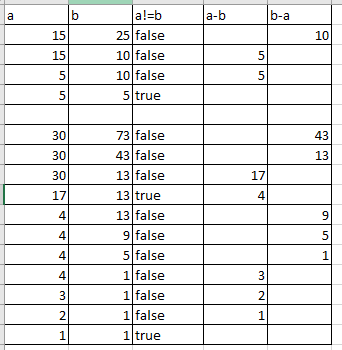 a b a!=b a-b b-a
15 25 false 10
15 10 false 5
5 10 false 5
5 5 true
30 73 false 43
30 43 false 13
30 13 false 17
17 13 true 4
4 13 false 9
4 9 false 5
4 5 false 1
4 1 false 3
3 1 false 2
2 1 false 1
1 1 true